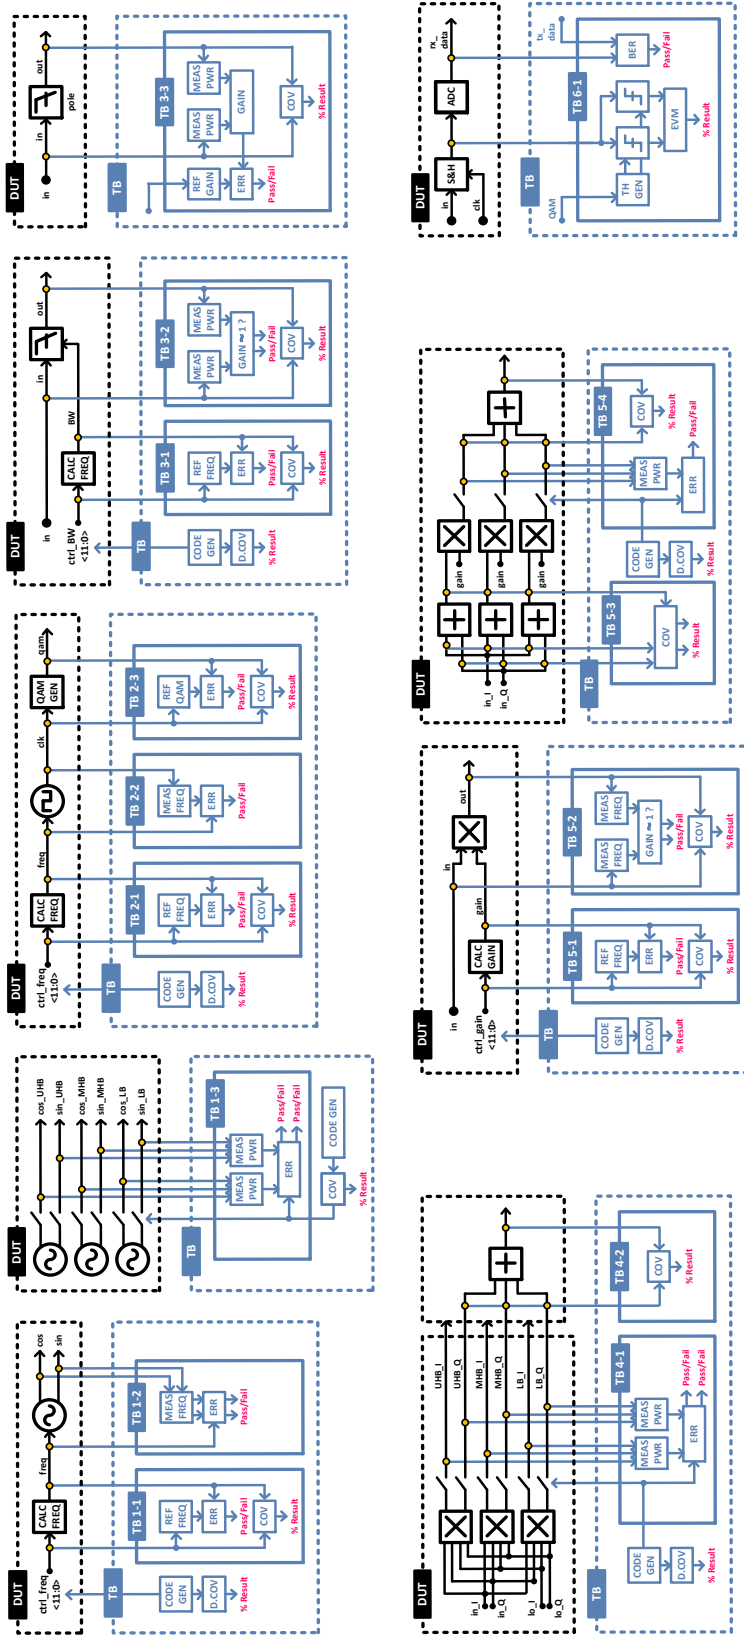 DUT
ctrl_freq
<11:0>
CALC
FREQ
freq
cos
sin
TB
CODE
GEN
D.COV
% Result
TB 1-1
REF
FREQ
ERR
Pass/Fail
COV
% Result
TB 1-2
MEAS
FREQ
ERR
Pass/Fail
DUT
cos_UHB
sin_UHB
cos_MHB
sin_MHB
cos_LB
sin_LB
TB
TB 1-3
MEAS
PWR
MEAS
PWR
ERR
Pass/Fail
Pass/Fail
CODE GEN
COV
% Result
DUT
ctrl_freq
<11:0>
CALC
FREQ
freq
clk
QAM
GEN
qam
TB
CODE
GEN
D.COV
% Result
TB 2-1
REF
FREQ
ERR
Pass/Fail
COV
% Result
TB 2-2
MEAS
FREQ
ERR
Pass/Fail
TB 2-3
REF
QAM
ERR
Pass/Fail
COV
% Result
DUT
in
ctrl_BW
<11:0>
CALC
FREQ
BW
in
out
TB
CODE
GEN
D.COV
% Result
TB 3-1
REF
FREQ
ERR
Pass/Fail
COV
% Result
TB 3-2
MEAS
PWR
MEAS
PWR
GAIN ≈ 1 ?
Pass/Fail
COV
% Result
DUT
in
in
pole
out
TB
TB 3-3
REF
GAIN
MEAS
PWR
MEAS
PWR
GAIN
ERR
Pass/Fail
COV
% Result
DUT
in_I
in_Q
lo_I
lo_Q
UHB_I
UHB_Q
MHB_I
MHB_Q
LB_I
LB_Q
TB
CODE
GEN
D.COV
% Result
TB 4-1
MEAS
PWR
MEAS
PWR
ERR
Pass/Fail
Pass/Fail
TB 4-2
COV
% Result
DUT
in
ctrl_gain
<11:0>
CALC
GAIN
gain
in
out
TB
CODE
GEN
D.COV
% Result
TB 5-1
REF
FREQ
ERR
Pass/Fail
COV
% Result
TB 5-2
MEAS
FREQ
MEAS
FREQ
GAIN ≈ 1 ?
Pass/Fail
COV
% Result
DUT
in_I
in_Q
gain
gain
gain
TB
TB 5-3
COV
% Result
CODE
GEN
D.COV
% Result
TB 5-4
MEAS
PWR
ERR
Pass/Fail
COV
% Result
DUT
in
clk
S&H
ADC
rx_
data
TB
QAM
tx_
data
TB 6-1
TH
GEN
EVM
% Result
BER
Pass/Fail